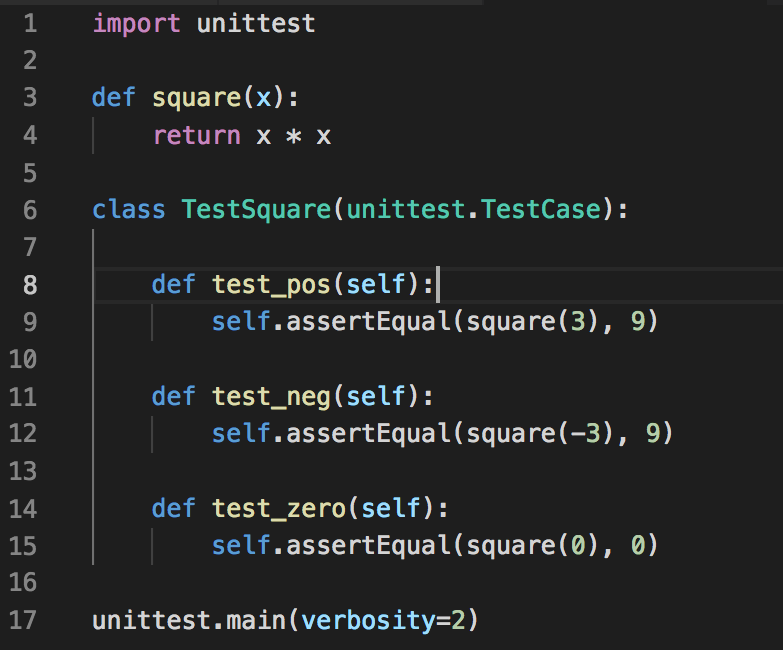 1 import unittest
2
3 def square(x):
4     return x * x
5
6 class TestSquare(unittest.TestCase):
7
8     def test_pos(self):
9         self.assertEqual(square(3), 9)
10
11     def test_neg(self):
12         self.assertEqual(square(-3), 9)
13
14     def test_zero(self):
15         self.assertEqual(square(0), 0)
16
17 unittest.main(verbosity=2)